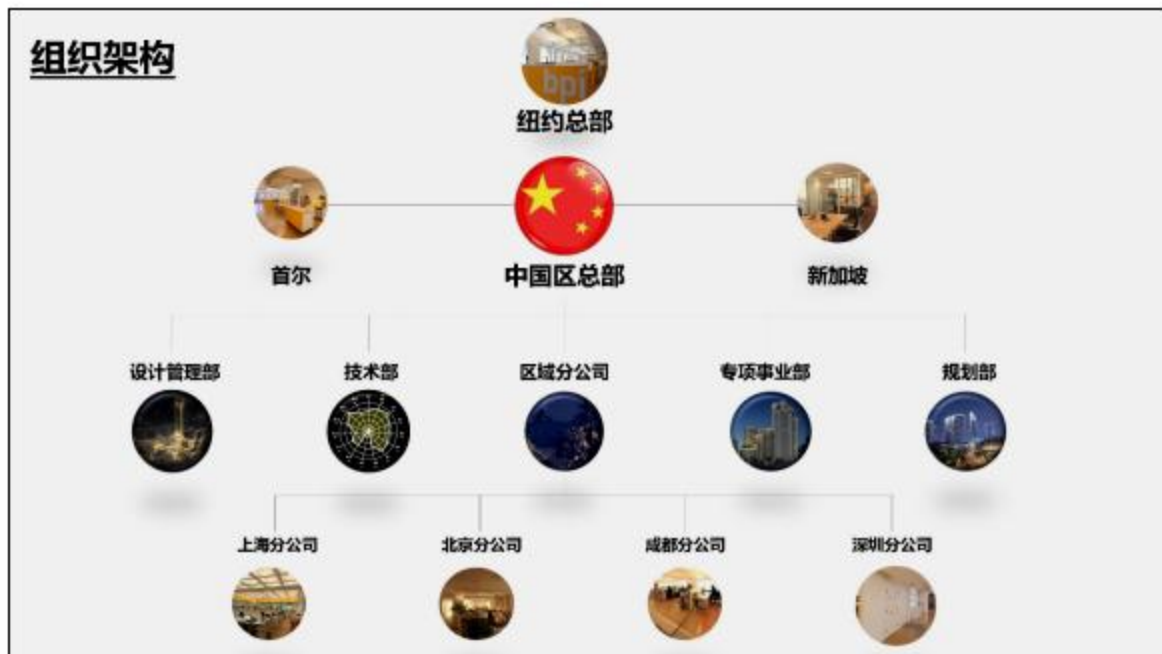 组织架构
bpi
纽约总部
首尔
中国区总部
新加坡
设计管理部
技术部
区域分公司
专项事业部
规划部
上海分公司
北京分公司
成都分公司
深圳分公司